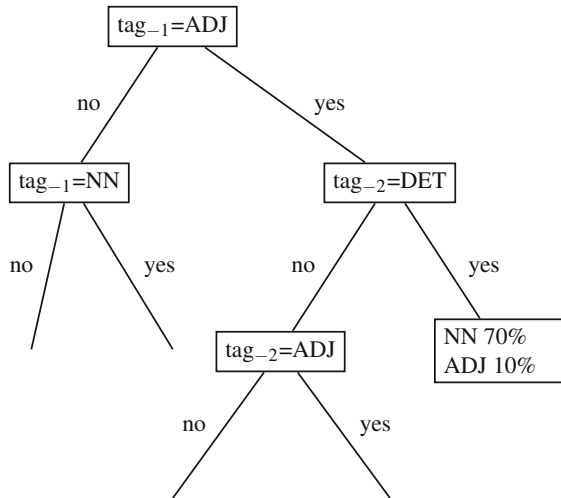 tag₋₁=ADJ
no
yes
tag₋₁=NN
tag₋₂=DET
no
yes
no
yes
tag₋₂=ADJ
NN 70%
ADJ 10%
no
yes